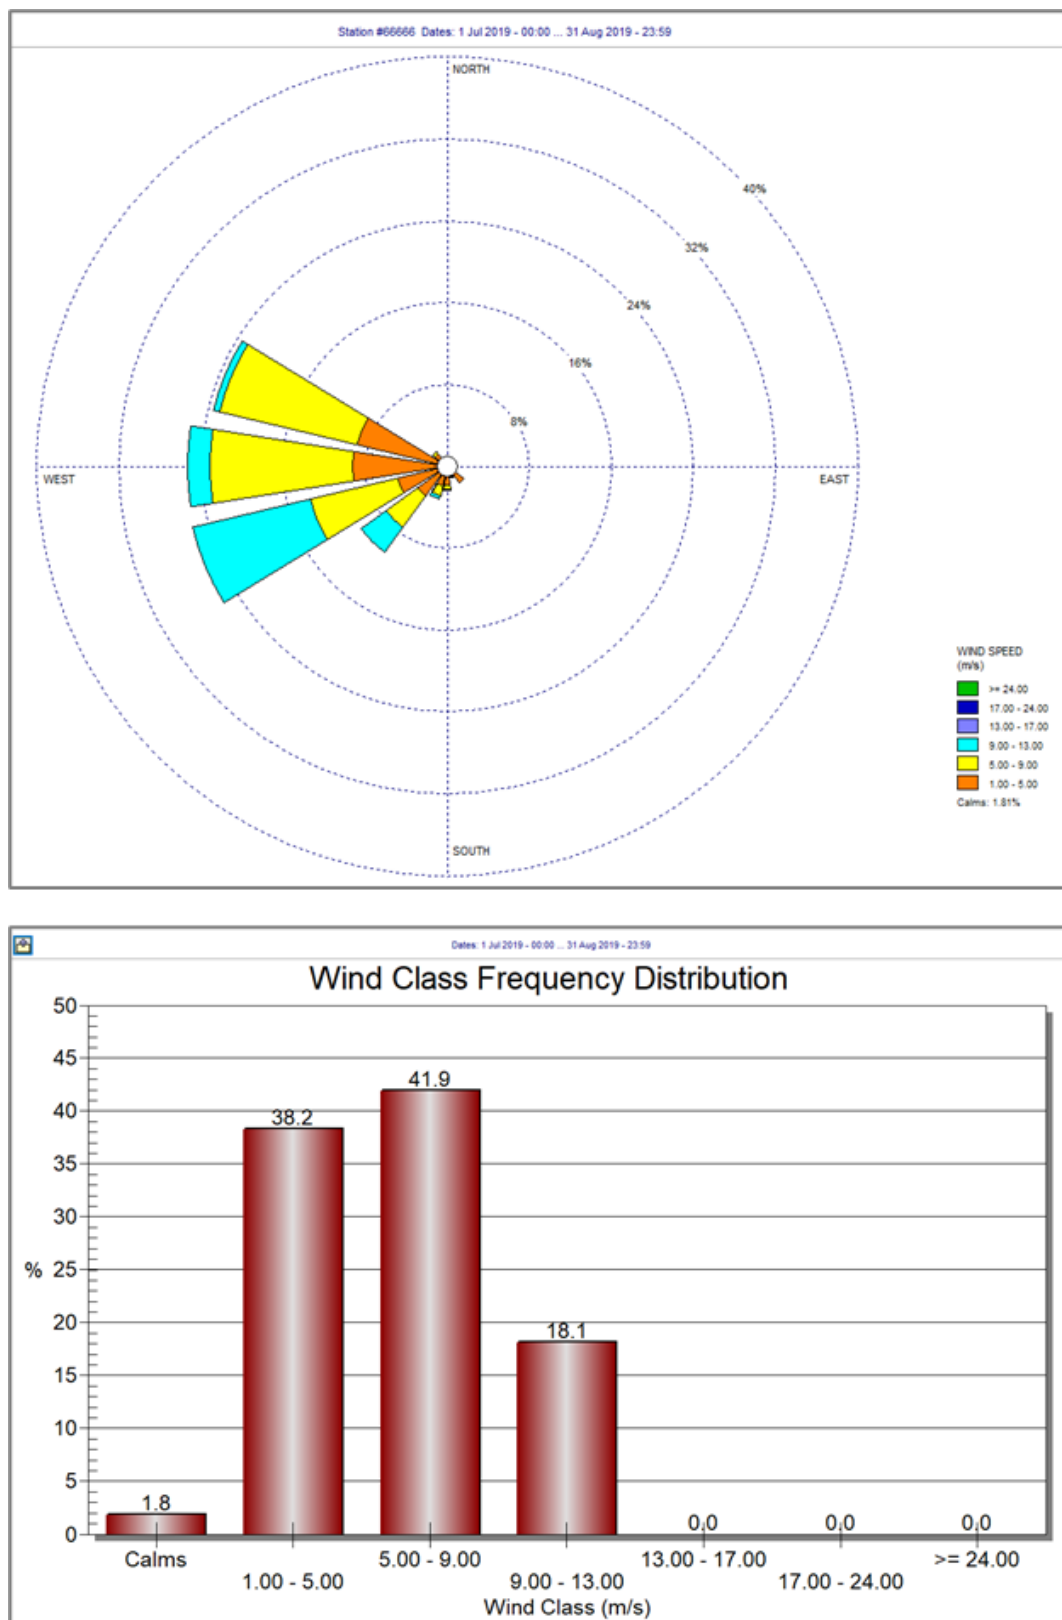 Station #66666 Dates: 1 Jul 2019 - 00:00 ... 31 Aug 2019 - 23:59
NORTH
40%
32%
24%
16%
8%
WEST
EAST
SOUTH
WIND SPEED
(m/s)
>= 24.00
17.00 - 24.00
13.00 - 17.00
9.00 - 13.00
5.00 - 9.00
1.00 - 5.00
Calms: 1.81%
Dates: 1 Jul 2019 - 00:00 ... 31 Aug 2019 - 23:59
Wind Class Frequency Distribution
50
45
41.9
40
38.2
35
30
% 25
20
18.1
15
10
5
1.8
0.0 0.0 0.0
0
Calms 5.00 - 9.00 13.00 - 17.00 >= 24.00
1.00 - 5.00 9.00 - 13.00 17.00 - 24.00
Wind Class (m/s)